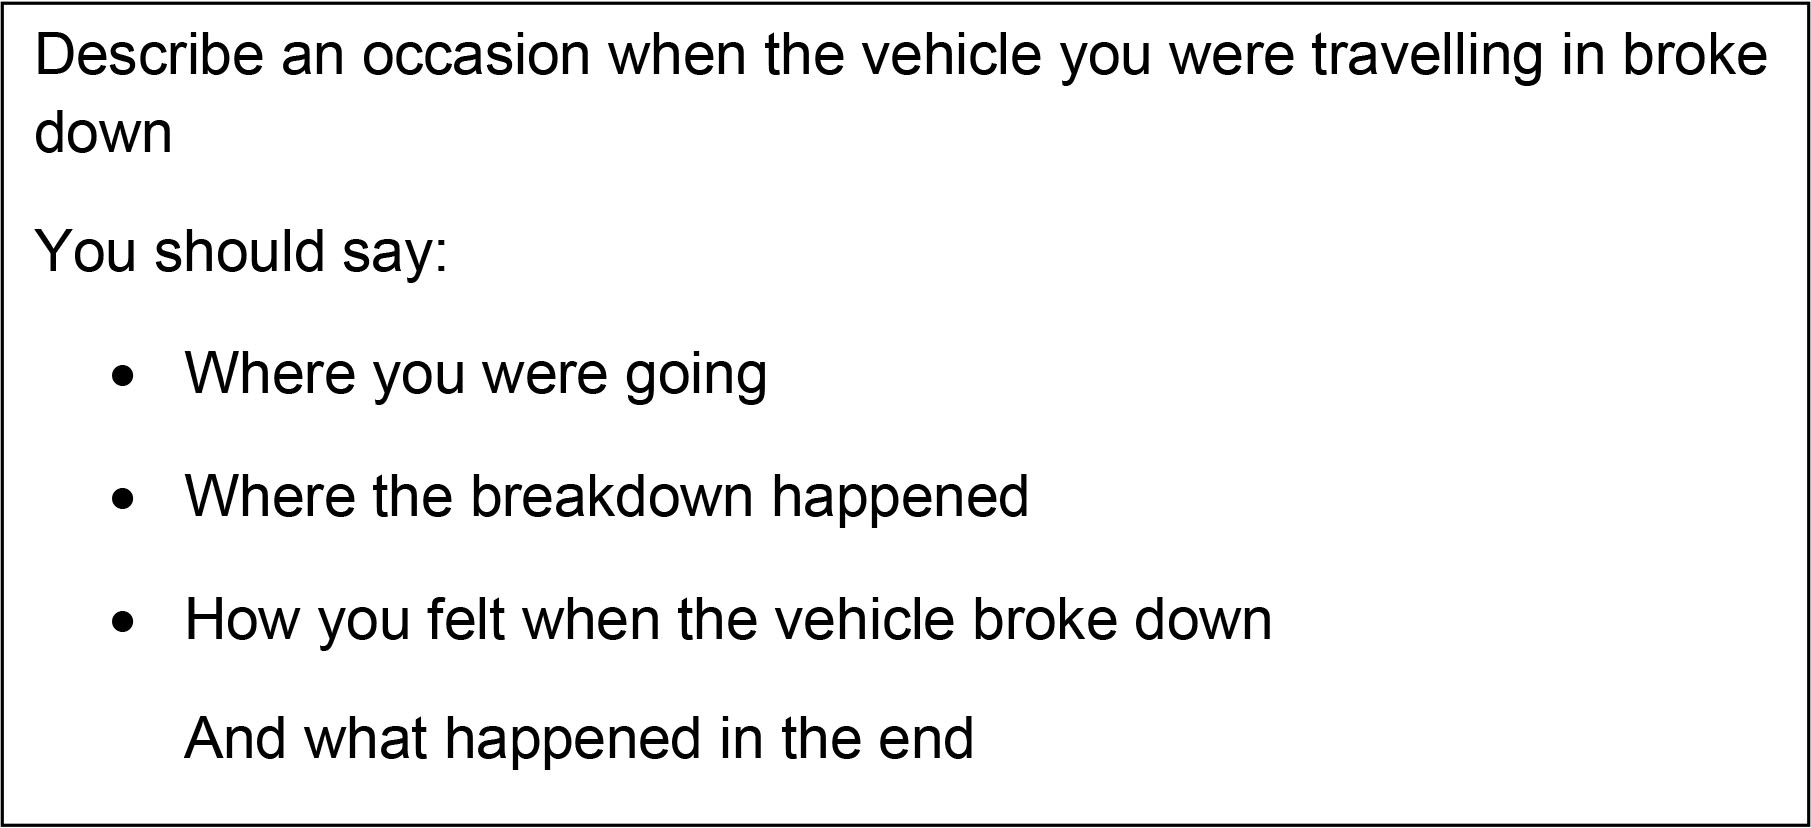 Describe an occasion when the vehicle you were travelling in broke
down
You should say:
• Where you were going
• Where the breakdown happened
• How you felt when the vehicle broke down
And what happened in the end